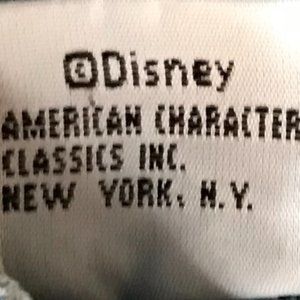 ©Disney
AMERICAN CHARACTER
CLASSICS INC.
NEW YORK, N.Y.